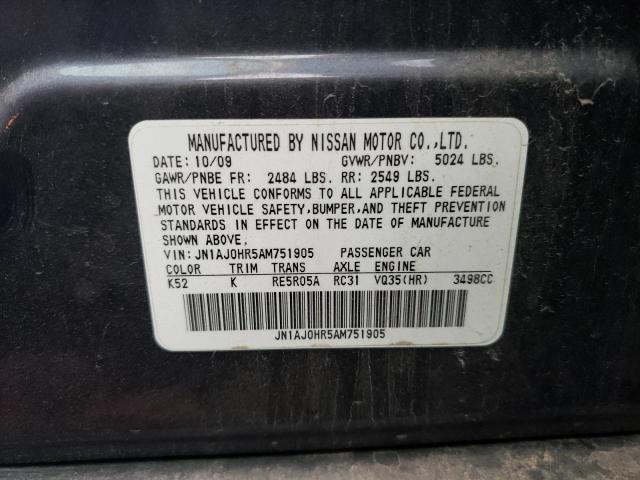 MANUFACTURED BY NISSAN MOTOR CO.,LTD.
DATE: 10/09 GVWR/PNBV: 5024 LBS.
GAWR/PNBE FR: 2484 LBS. RR: 2549 LBS.
THIS VEHICLE CONFORMS TO ALL APPLICABLE FEDERAL
MOTOR VEHICLE SAFETY,BUMPER,AND THEFT PREVENTION
STANDARDS IN EFFECT ON THE DATE OF MANUFACTURE
SHOWN ABOVE.
VIN: JN1AJ0HR5AM751905 PASSENGER CAR
COLOR TRIM TRANS AXLE ENGINE
K52 K RE5R05A RC31 VQ35(HR) 3498CC
JN1AJ0HR5AM751905